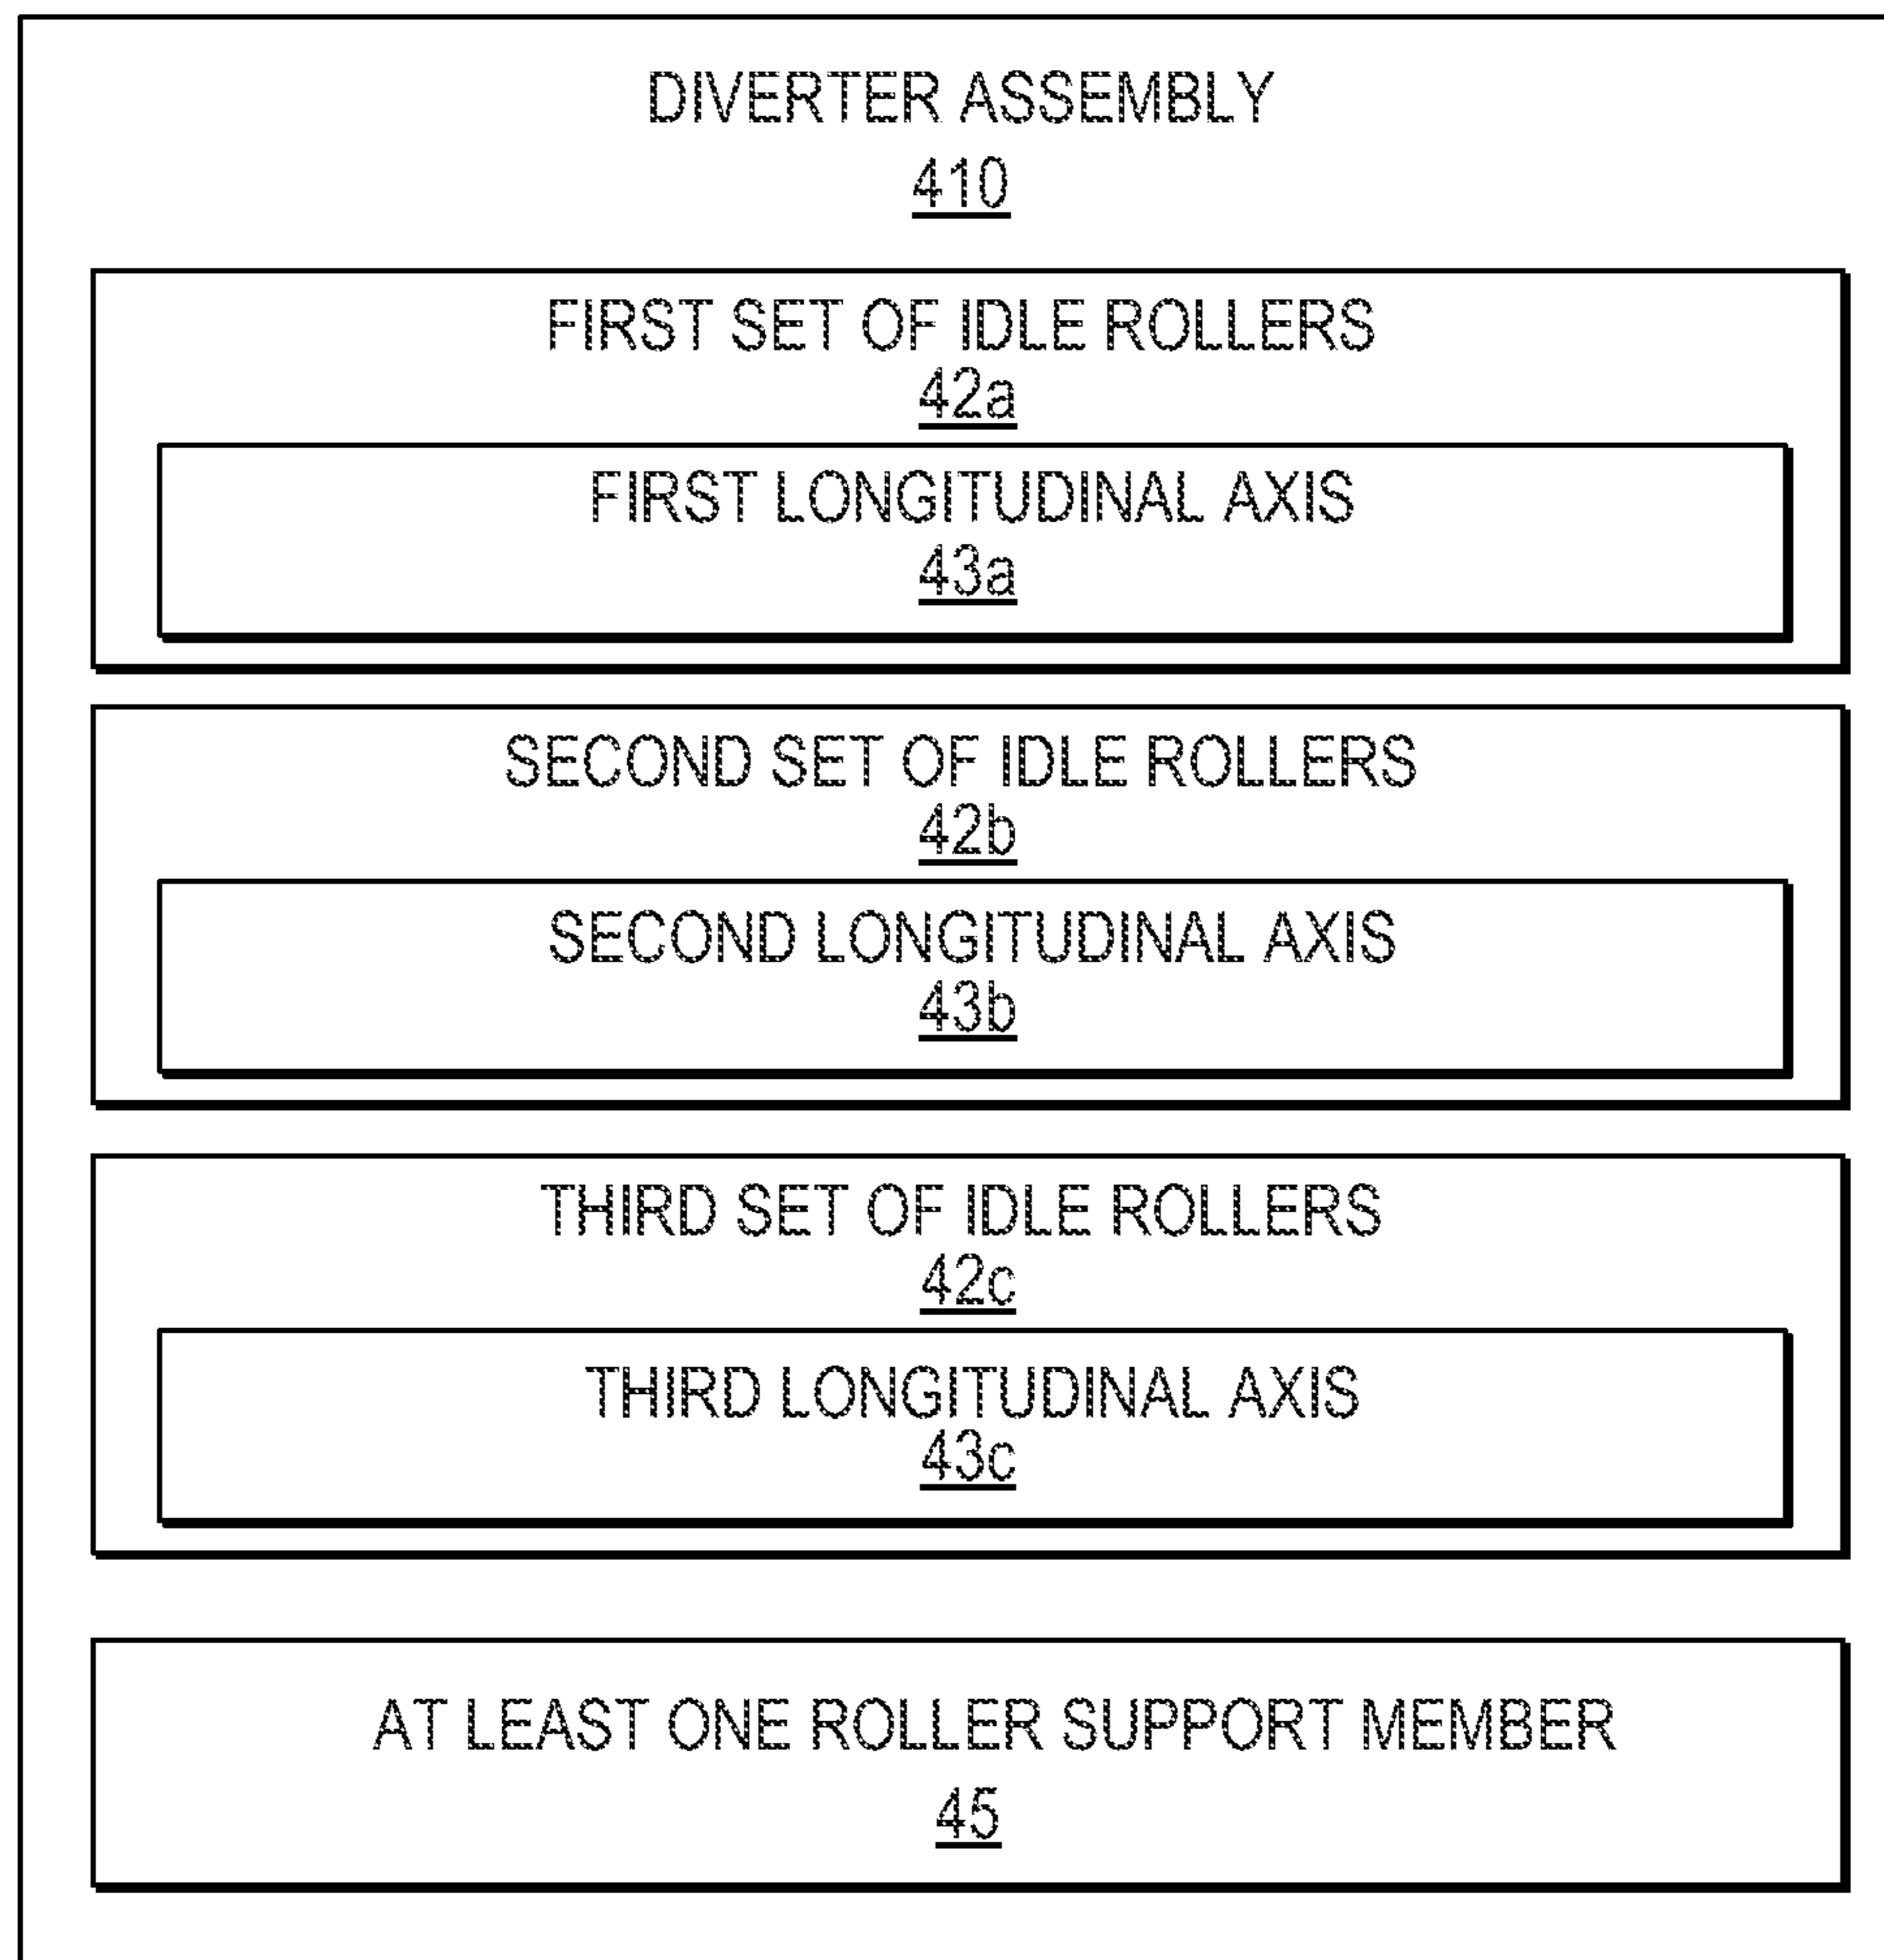 DIVERTER ASSEMBLY
410
FIRST SET OF IDLE ROLLERS
42a
FIRST LONGITUDINAL AXIS
43a
SECOND SET OF IDLE ROLLERS
42b
SECOND LONGITUDINAL AXIS
43b
THIRD SET OF IDLE ROLLERS
42c
THIRD LONGITUDINAL AXIS
43c
AT LEAST ONE ROLLER SUPPORT MEMBER
45